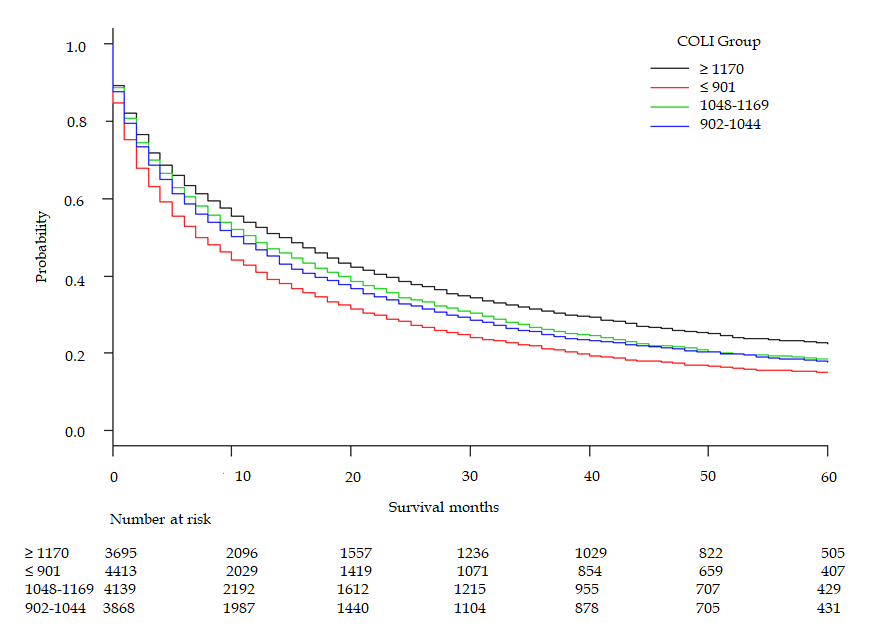 COLI Group
≥ 1170
≤ 901
1048-1169
902-1044
1.0
0.8
0.6
0.4
0.2
0.0
Probability
0 10 20 30 40 50 60
Survival months
Number at risk
≥ 1170 3695 2096 1557 1236 1029 822 505
≤ 901 4413 2029 1419 1071 854 659 407
1048-1169 4139 2192 1612 1215 955 707 429
902-1044 3868 1987 1440 1104 878 705 431